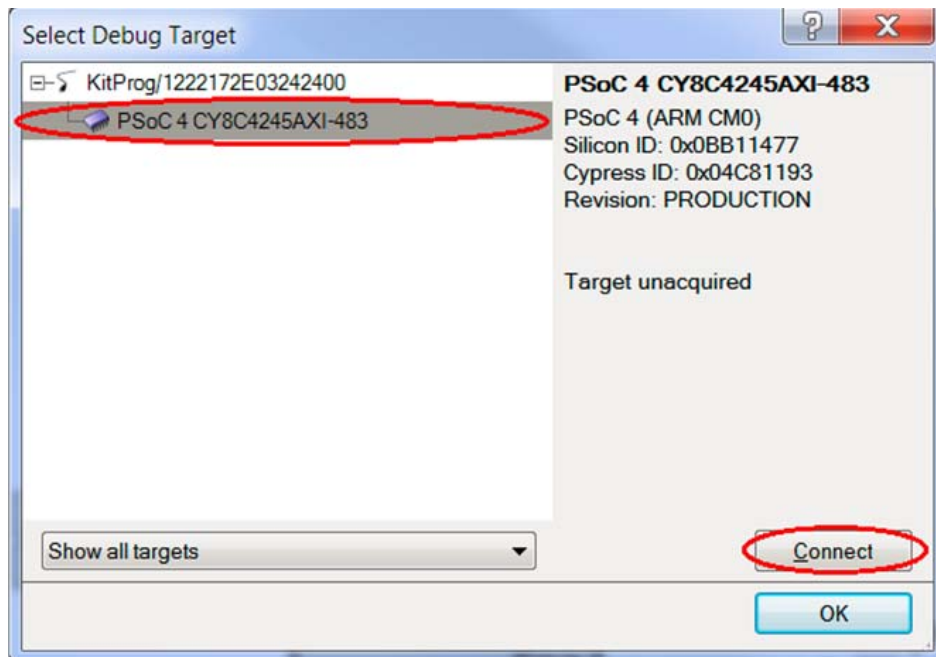 Select Debug Target
KitProg/1222172E03242400
PSoC 4 CY8C4245AXI-483
PSoC 4 CY8C4245AXI-483
PSoC 4 (ARM CM0)
Silicon ID: 0x0BB11477
Cypress ID: 0x04C81193
Revision: PRODUCTION
Target unacquired
Show all targets
Connect
OK